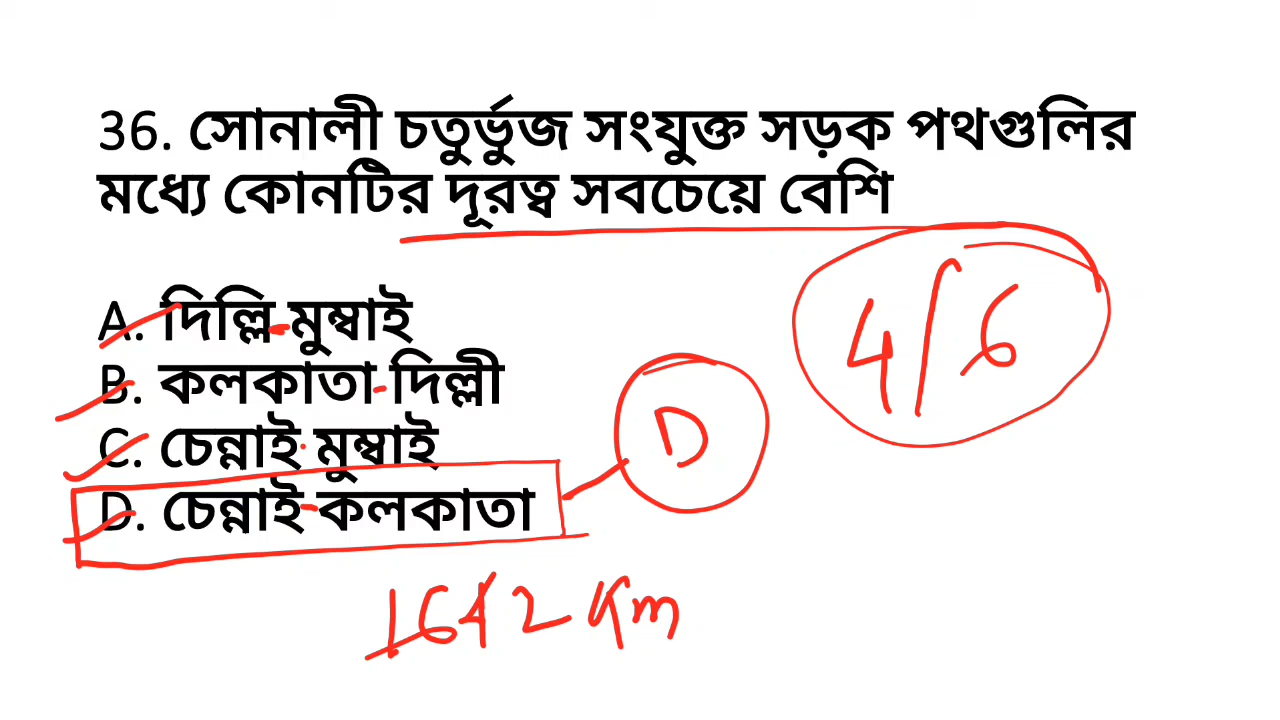 36. সোনালী চতুর্ভুজ সংযুক্ত সড়ক পথগুলির
মধ্যে কোনটির দূরত্ব সবচেয়ে বেশি
4/6
A. দিল্লি-মুম্বাই
B. কলকাতা-দিল্লী
C. চেন্নাই মুম্বাই
D. চেন্নাই-কলকাতা
D
1642 Km